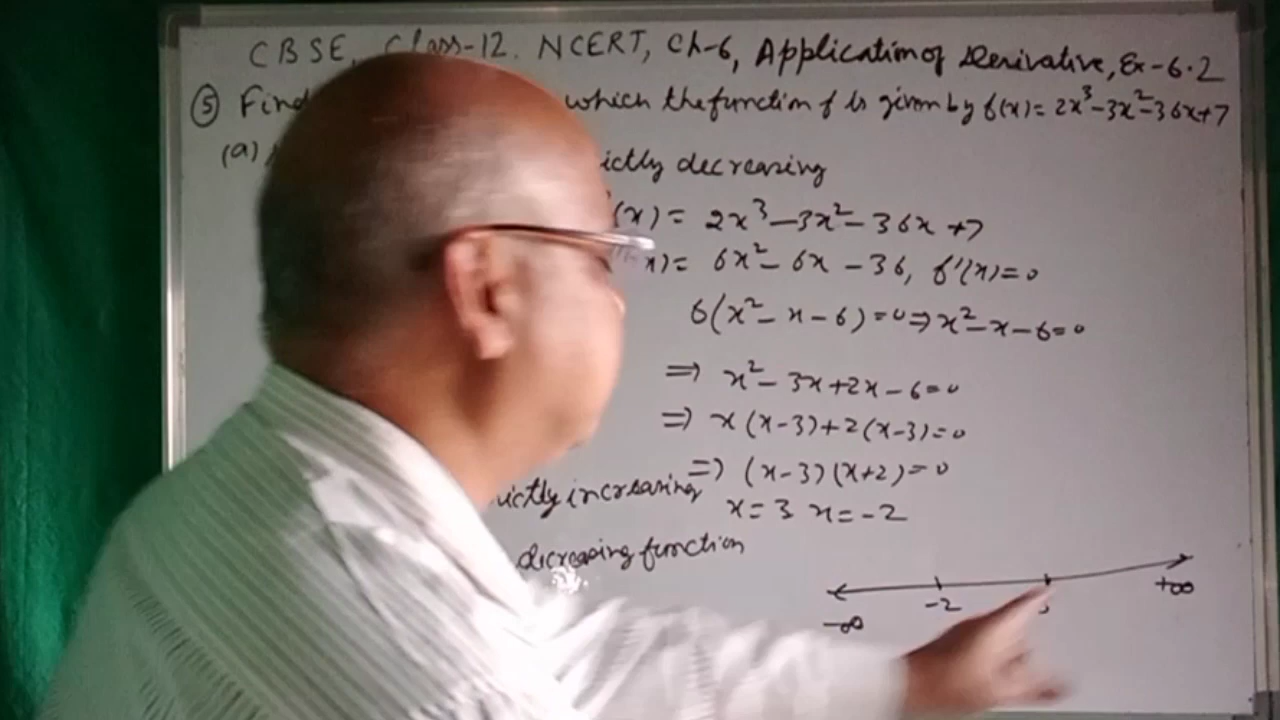 CBSE, Class-12. NCERT, Ch-6, Application of Derivative, Ex-6.2
⑤ Find which the function f is given by f(x) = 2x³-3x²-36x+7
(a) ictly decreasing
(x) = 2x³-3x²-36x+7
x) = 6x²-6x-36, f'(x)=0
6(x²-x-6)=0⇒x²-x-6=0
⇒ x²-3x+2x-6=0
⇒ x(x-3)+2(x-3)=0
⇒ (x-3)(x+2)=0
ictly increasing
x=3 x=-2
decreasing function
-2 +∞
-∞